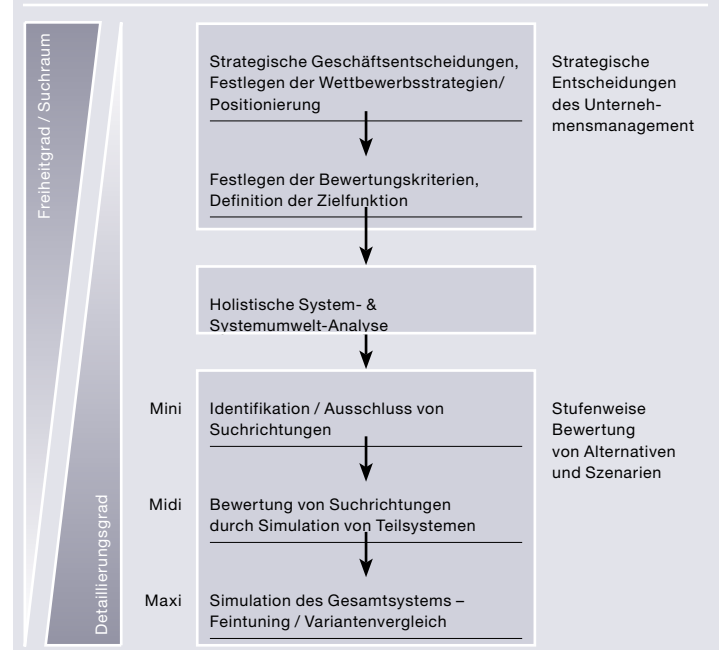 Freiheitgrad / Suchraum
Detaillierungsgrad
Strategische Geschäftsentscheidungen,
Festlegen der Wettbewerbsstrategien/
Positionierung
Strategische
Entscheidungen
des Unterneh-
mensmanagement
Festlegen der Bewertungskriterien,
Definition der Zielfunktion
Holistische System- &
Systemumwelt-Analyse
Mini
Identifikation / Ausschluss von
Suchrichtungen
Stufenweise
Bewertung
von Alternativen
und Szenarien
Midi
Bewertung von Suchrichtungen
durch Simulation von Teilsystemen
Maxi
Simulation des Gesamtsystems –
Feintuning / Variantenvergleich